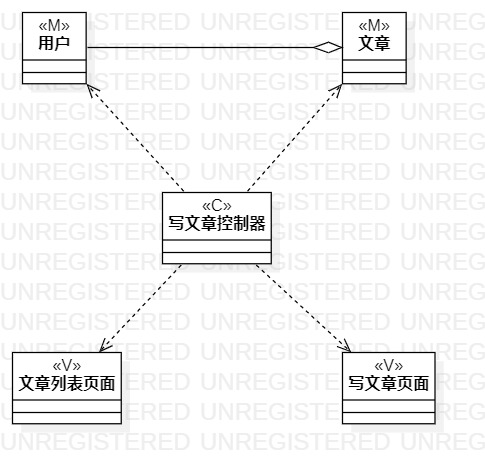 «M»
用户
«M»
文章
«C»
写文章控制器
«V»
文章列表页面
«V»
写文章页面
UNREGISTERED UNREGISTERED UNREGISTERED